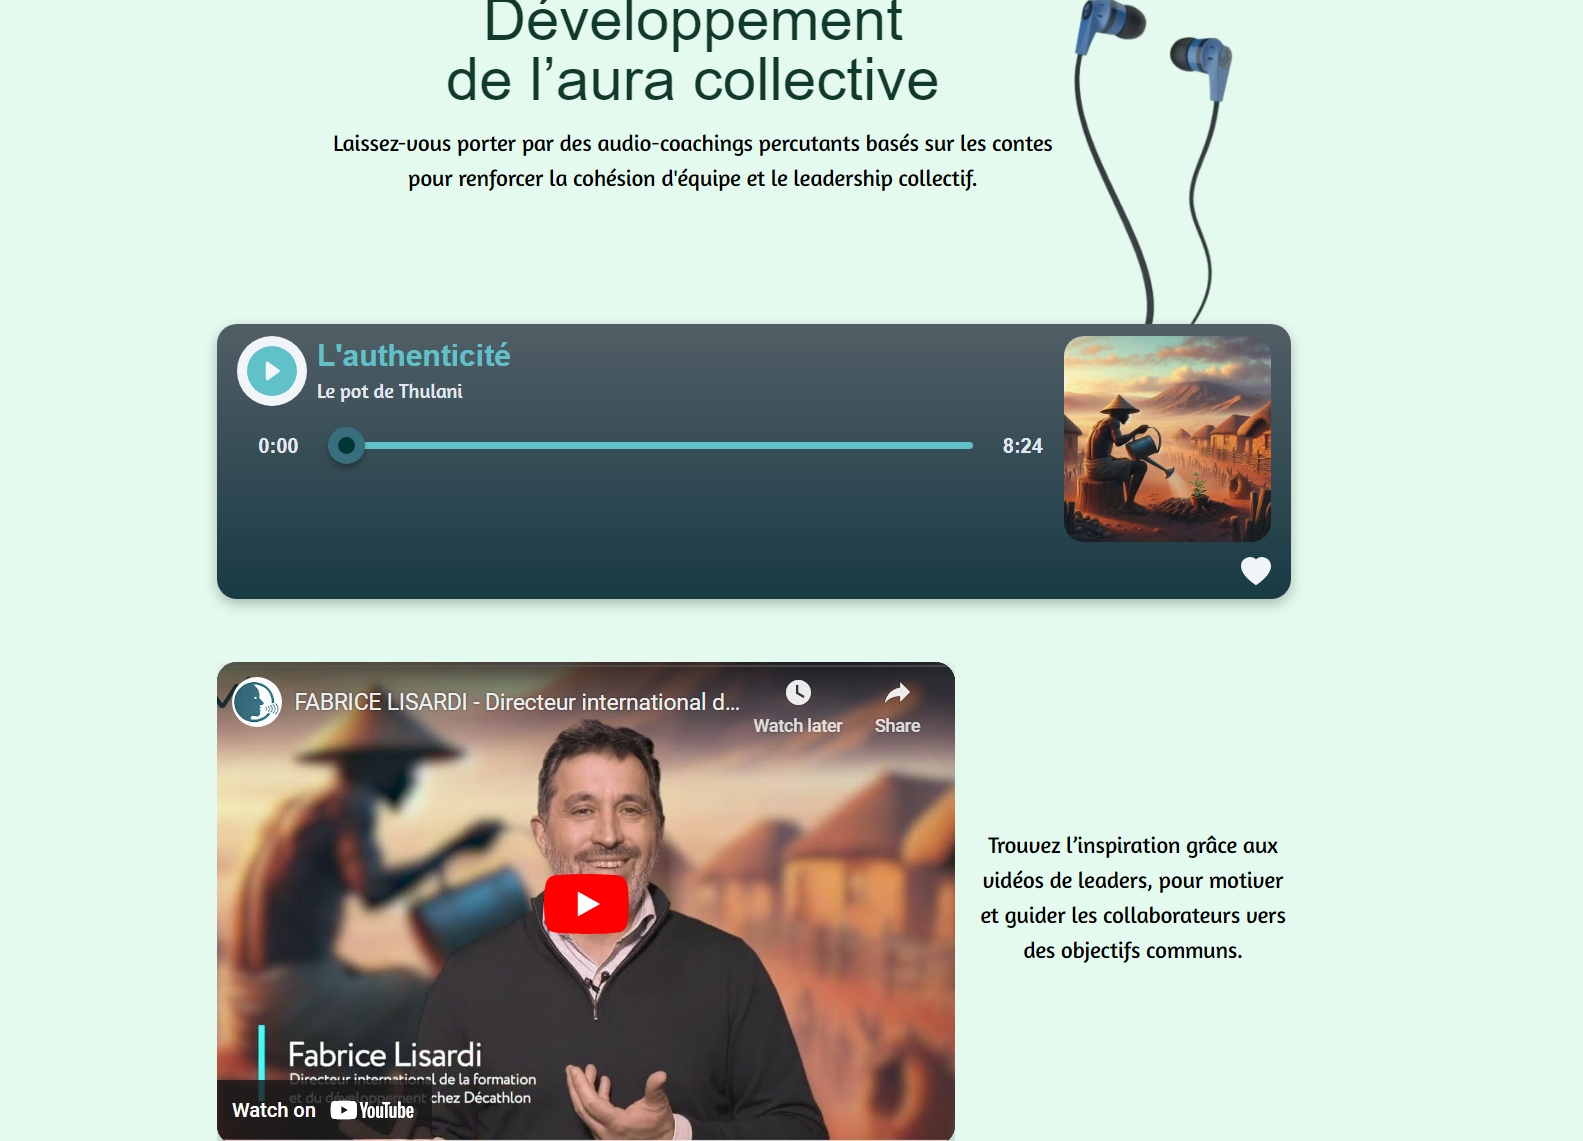 Développement
de l’aura collective
Laissez-vous porter par des audio-coachings percutants basés sur les contes
pour renforcer la cohésion d'équipe et le leadership collectif.
L'authenticité
Le pot de Thulani
0:00
8:24
FABRICE LISARDI - Directeur international d...
Watch later
Share
Trouvez l’inspiration grâce aux
vidéos de leaders, pour motiver
et guider les collaborateurs vers
des objectifs communs.
Fabrice Lisardi
Directeur international de la formation
et du développement chez Décathlon
Watch on YouTube